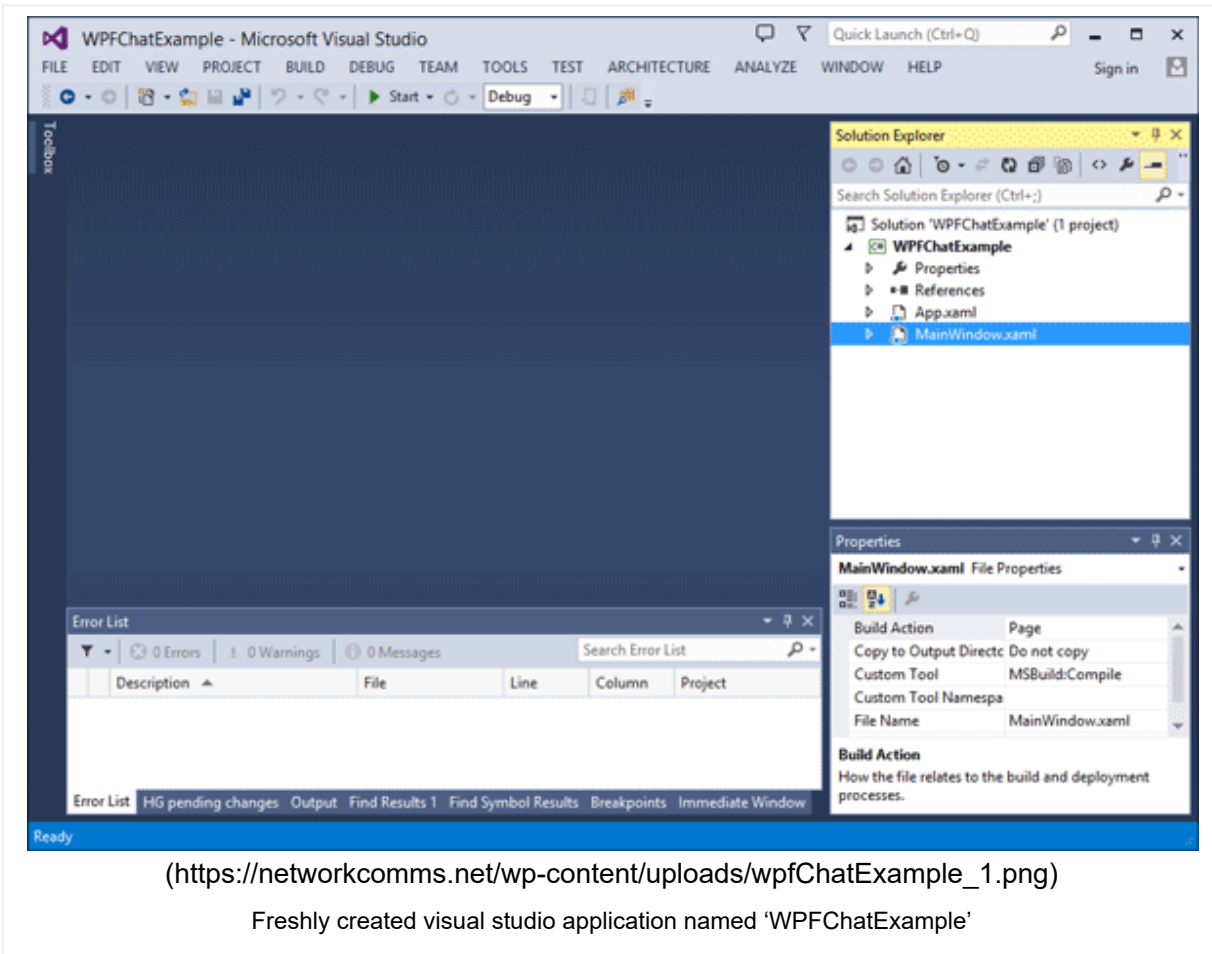 WPFChatExample - Microsoft Visual Studio
Quick Launch (Ctrl+Q)
FILE EDIT VIEW PROJECT BUILD DEBUG TEAM TOOLS TEST ARCHITECTURE ANALYZE WINDOW HELP
Sign in
Start
Debug
Toolbox
Solution Explorer
Search Solution Explorer (Ctrl+;)
Solution 'WPFChatExample' (1 project)
C#
WPFChatExample
Properties
References
App.xaml
MainWindow.xaml
Error List
0 Errors 0 Warnings 0 Messages
Search Error List
Description File Line Column Project
Error List HG pending changes Output Find Results 1 Find Symbol Results Breakpoints Immediate Window
Properties
MainWindow.xaml File Properties
Build Action Page
Copy to Output Directc Do not copy
Custom Tool MSBuild:Compile
Custom Tool Namespa
File Name MainWindow.xaml
Build Action
How the file relates to the build and deployment
processes.
Ready
(https://networkcomms.net/wp-content/uploads/wpfChatExample_1.png)
Freshly created visual studio application named ‘WPFChatExample’